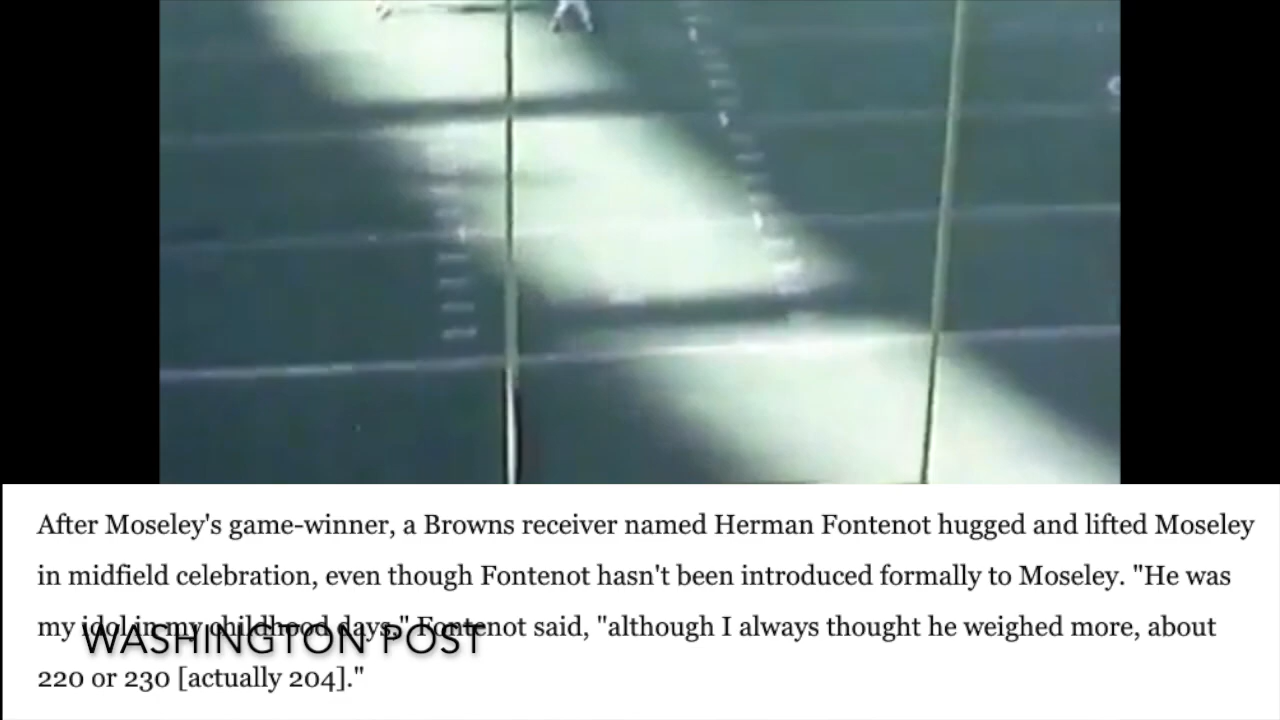 After Moseley's game-winner, a Browns receiver named Herman Fontenot hugged and lifted Moseley
in midfield celebration, even though Fontenot hasn't been introduced formally to Moseley. "He was
my idol in my childhood days," Fontenot said, "although I always thought he weighed more, about
WASHINGTON POST
220 or 230 [actually 204]."